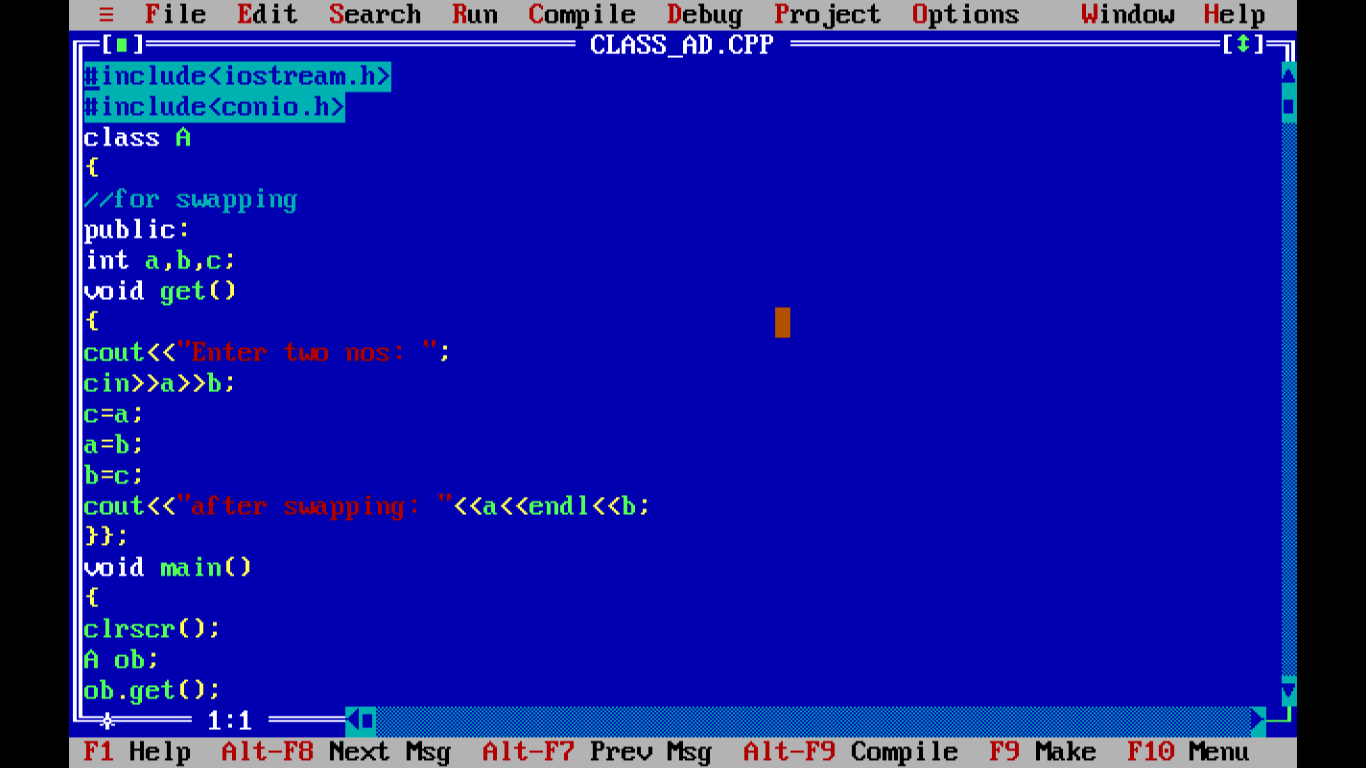 ≡ File Edit Search Run Compile Debug Project Options Window Help
[■] CLASS_AD.CPP [↕]
#include<iostream.h>
#include<conio.h>
class A
{
//for swapping
public:
int a,b,c;
void get()
{
cout<<"Enter two nos: ";
cin>>a>>b;
c=a;
a=b;
b=c;
cout<<"after swapping: "<<a<<endl<<b;
}};
void main()
{
clrscr();
A ob;
ob.get();
1:1
F1 Help Alt-F8 Next Msg Alt-F7 Prev Msg Alt-F9 Compile F9 Make F10 Menu